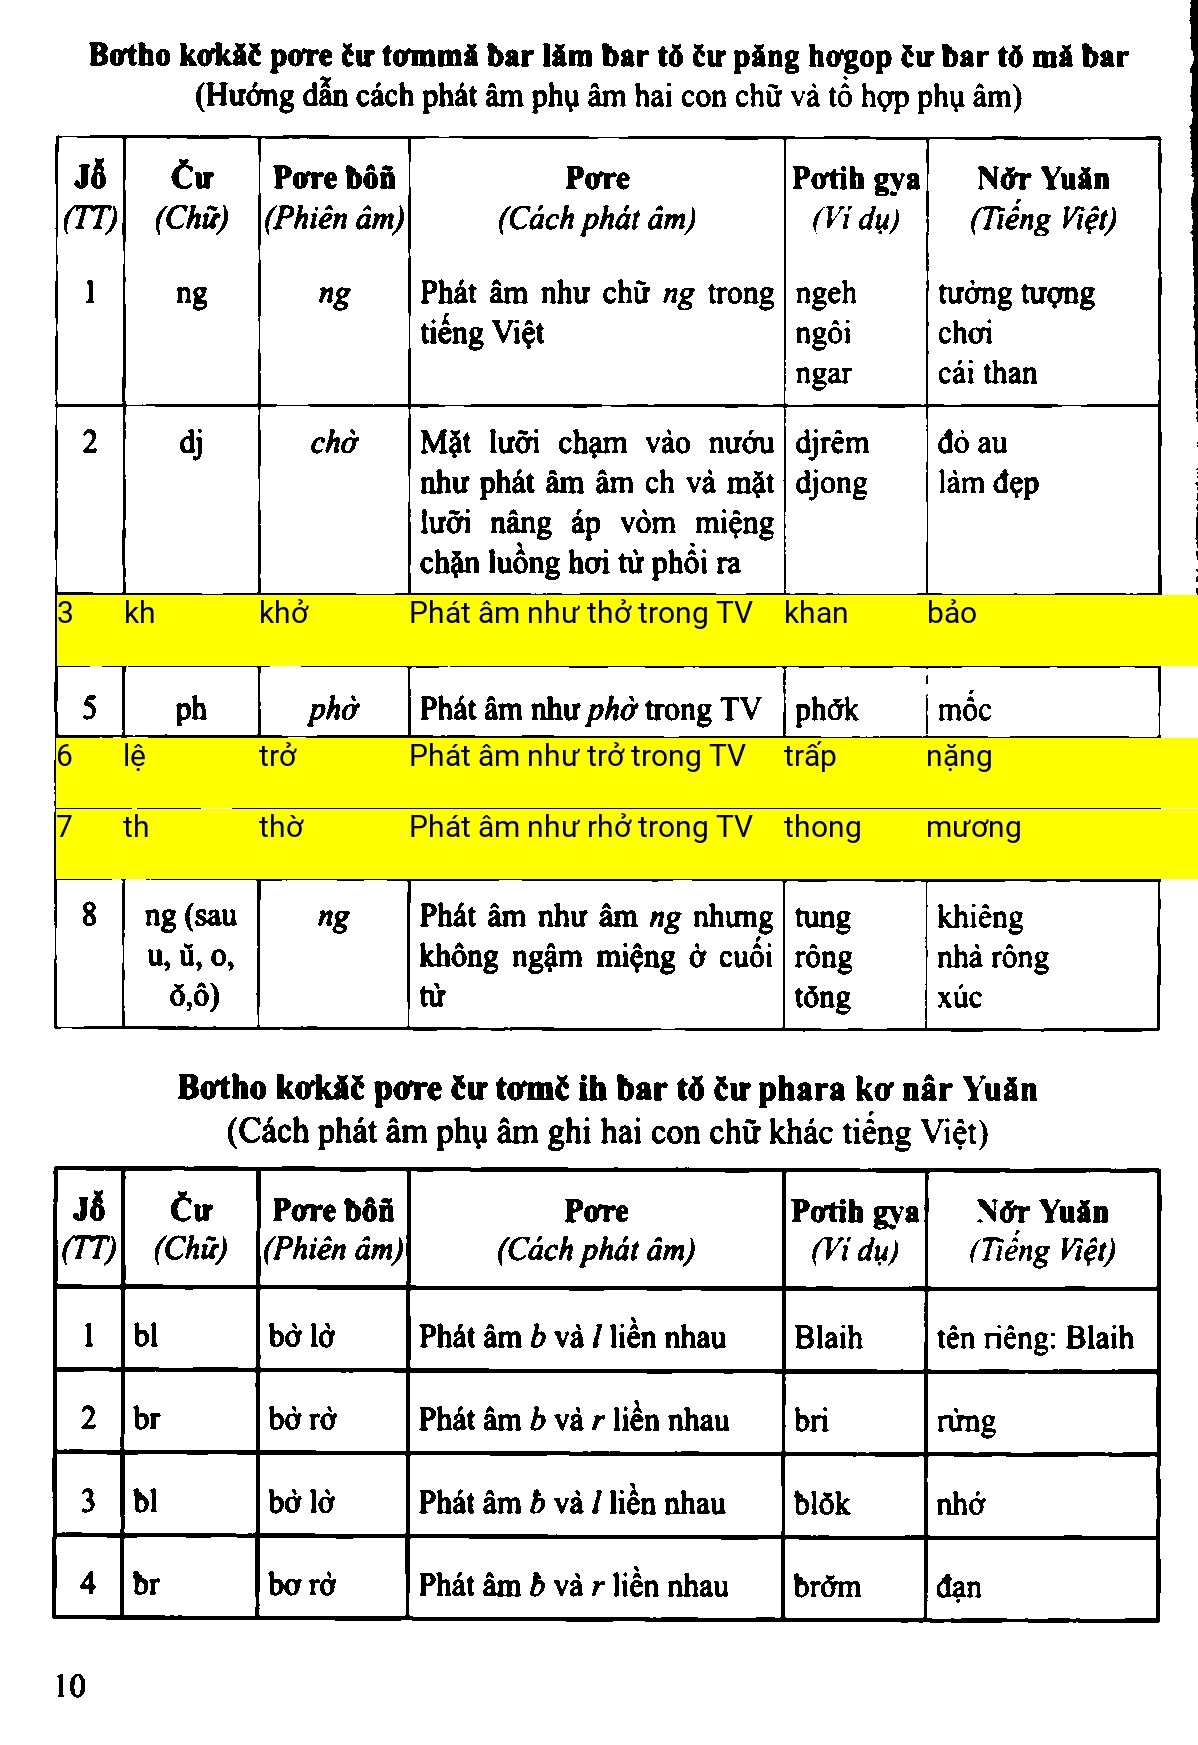 Bơtho kơkăč pơre čư tơmmă ƀar lăm ƀar tŏ čư păng hơgop čư ƀar tŏ mă ƀar
(Hướng dẫn cách phát âm phụ âm hai con chữ và tổ hợp phụ âm)
Jô̆ Čư Pơre ƀôñ Pơre Pơtih gya Nơ̆r Yuăn
(TT) (Chữ) (Phiên âm) (Cách phát âm) (Ví dụ) (Tiếng Việt)
1 ng ng Phát âm như chữ ng trong ngeh tưởng tượng
tiếng Việt ngôi chơi
ngar cái than
2 dj chờ Mặt lưỡi chạm vào nướu djrêm đỏ au
như phát âm âm ch và mặt djong làm đẹp
lưỡi nâng áp vòm miệng
chặn luồng hơi từ phổi ra
3 kh khở Phát âm như thở trong TV khan bảo
5 ph phờ Phát âm như phờ trong TV phơ̆k mốc
6 lệ trở Phát âm như trở trong TV trấp nặng
7 th thờ Phát âm như rhở trong TV thong mương
8 ng (sau ng Phát âm như âm ng nhưng tung khiêng
u, ŭ, o, không ngậm miệng ở cuối rông nhà rông
ŏ,ô) từ tŏng xúc
Bơtho kơkăč pơre čư tơmč ih ƀar tŏ čư phara kơ nâr Yuăn
(Cách phát âm phụ âm ghi hai con chữ khác tiếng Việt)
Jô̆ Čư Pơre ƀôñ Pơre Pơtih gya Nơ̆r Yuăn
(TT) (Chữ) (Phiên âm) (Cách phát âm) (Ví dụ) (Tiếng Việt)
1 bl bờ lờ Phát âm b và l liền nhau Blaih tên riêng: Blaih
2 br bờ rờ Phát âm b và r liền nhau bri rừng
3 ƀl bờ lờ Phát âm ƀ và l liền nhau ƀlŏk nhớ
4 ƀr bơ rờ Phát âm ƀ và r liền nhau ƀrơ̆m đạn
10